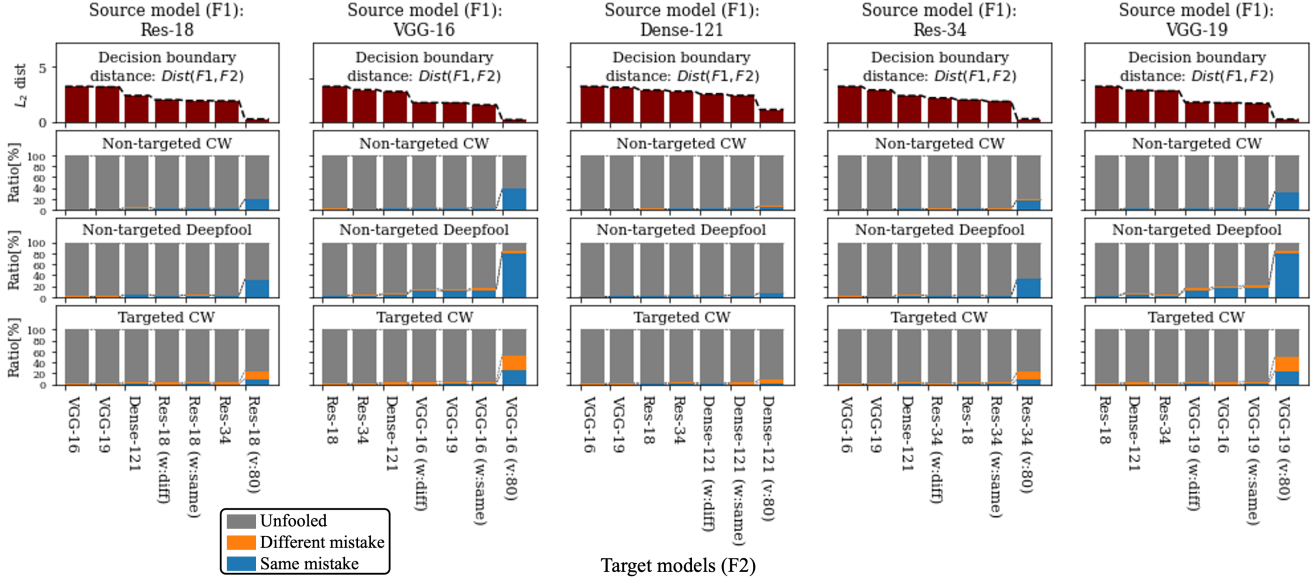 Source model (F1):
Res-18
Source model (F1):
VGG-16
Source model (F1):
Dense-121
Source model (F1):
Res-34
Source model (F1):
VGG-19
L₂ dist
5
0
Decision boundary
distance: Dist(F1, F2)
Decision boundary
distance: Dist(F1, F2)
Decision boundary
distance: Dist(F1, F2)
Decision boundary
distance: Dist(F1, F2)
Decision boundary
distance: Dist(F1, F2)
Ratio[%]
100
80
60
40
20
0
Non-targeted CW
Non-targeted CW
Non-targeted CW
Non-targeted CW
Non-targeted CW
Ratio[%]
100
80
60
40
20
0
Non-targeted Deepfool
Non-targeted Deepfool
Non-targeted Deepfool
Non-targeted Deepfool
Non-targeted Deepfool
Ratio[%]
100
80
60
40
20
0
Targeted CW
Targeted CW
Targeted CW
Targeted CW
Targeted CW
VGG-16
VGG-19
Dense-121
Res-18 (w:diff)
Res-18 (w:same)
Res-34
Res-18 (v:80)
Res-18
Res-34
Dense-121
VGG-16 (w:diff)
VGG-19
VGG-16 (w:same)
VGG-16 (v:80)
VGG-16
VGG-19
Res-18
Res-34
Dense-121 (w:diff)
Dense-121 (w:same)
Dense-121 (v:80)
VGG-16
VGG-19
Dense-121
Res-34 (w:diff)
Res-18
Res-34 (w:same)
Res-34 (v:80)
Res-18
Dense-121
Res-34
VGG-19 (w:diff)
VGG-16
VGG-19 (w:same)
VGG-19 (v:80)
Unfooled
Different mistake
Same mistake
Target models (F2)